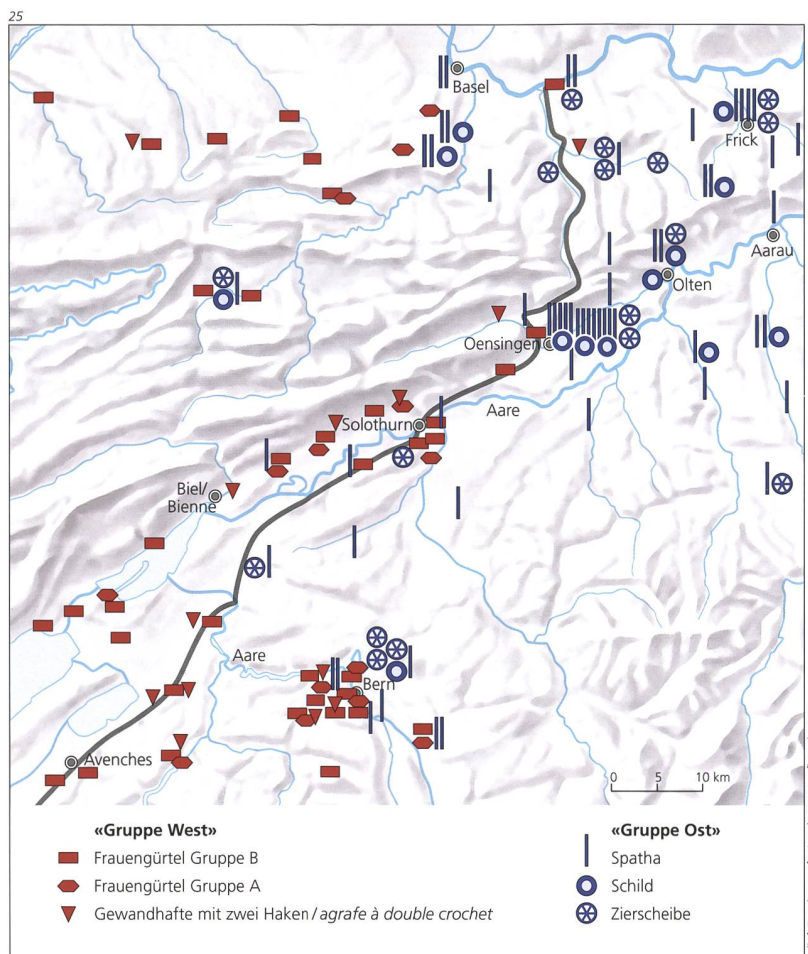 25
Basel
Frick
Aarau
Olten
Oensingen
Aare
Solothurn
Biel/
Bienne
Aare
Bern
Avenches
0 5 10 km
«Gruppe West»
Frauengürtel Gruppe B
Frauengürtel Gruppe A
Gewandhafte mit zwei Haken / agrafe à double crochet
«Gruppe Ost»
Spatha
Schild
Zierscheibe